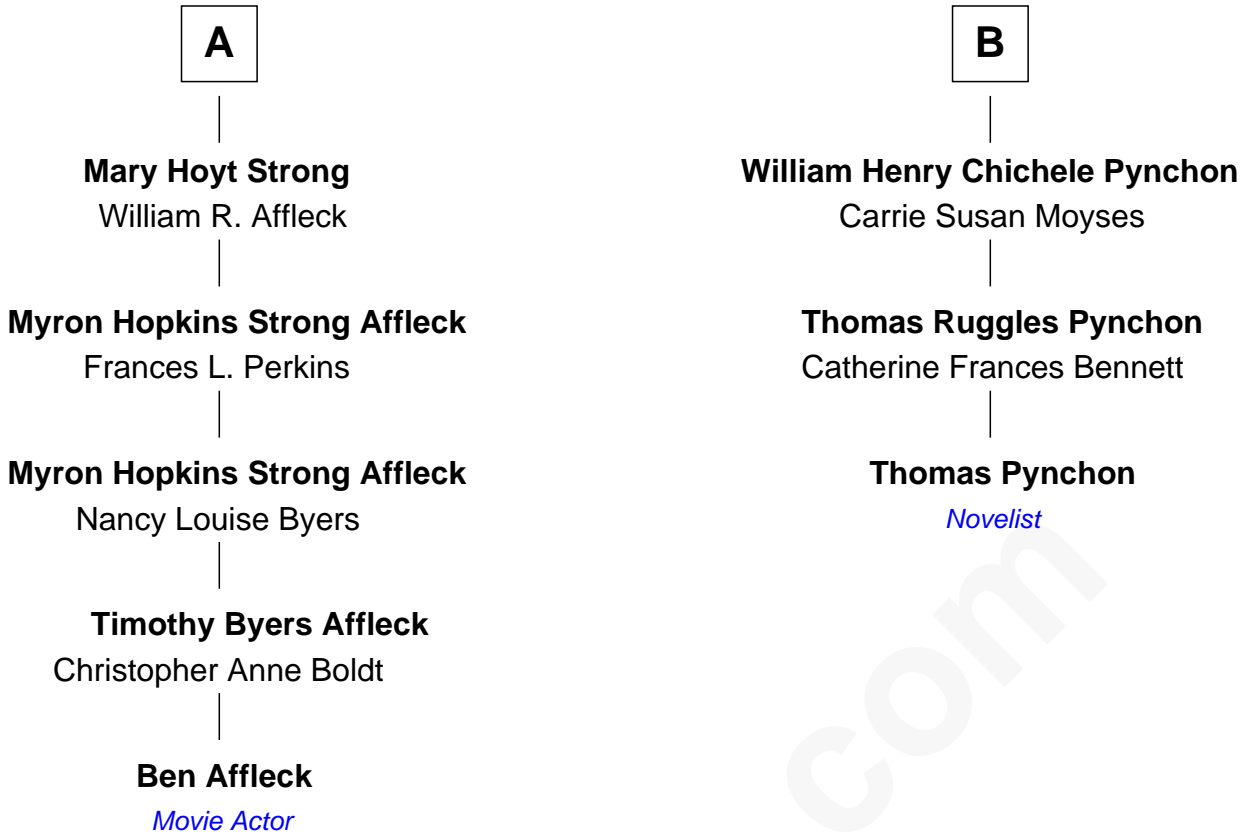 A
Mary Hoyt Strong
William R. Affleck
Myron Hopkins Strong Affleck
Frances L. Perkins
Myron Hopkins Strong Affleck
Nancy Louise Byers
Timothy Byers Affleck
Christopher Anne Boldt
Ben Affleck
Movie Actor
B
William Henry Chichele Pynchon
Carrie Susan Moyses
Thomas Ruggles Pynchon
Catherine Frances Bennett
Thomas Pynchon
Novelist
com